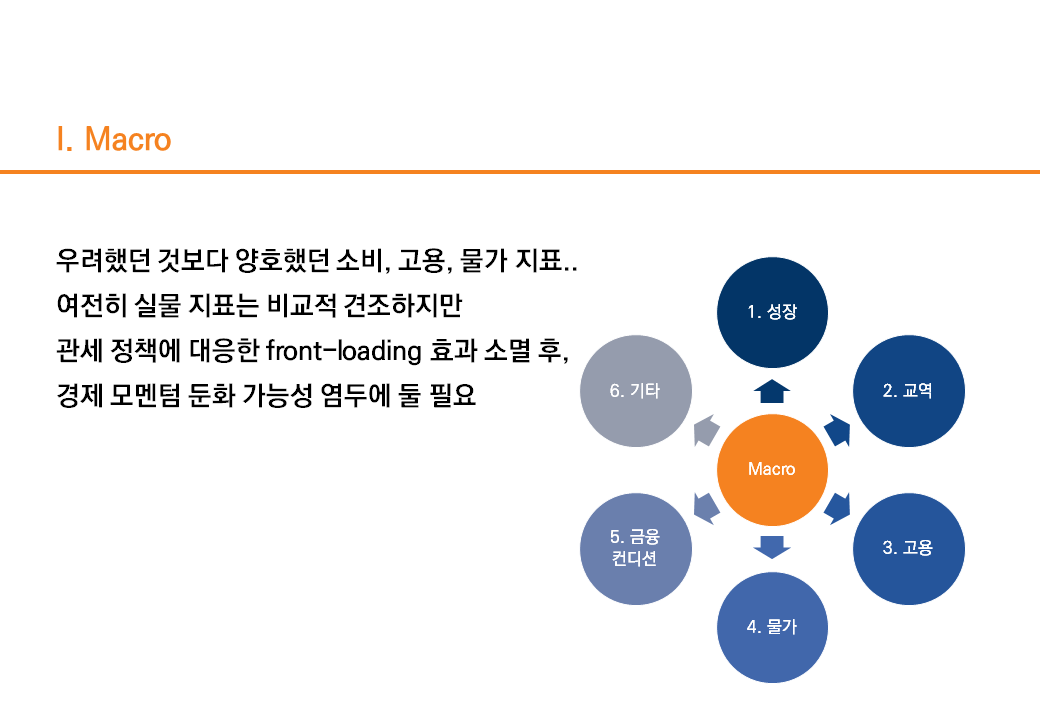 I. Macro
우려했던 것보다 양호했던 소비, 고용, 물가 지표..
여전히 실물 지표는 비교적 견조하지만
관세 정책에 대응한 front-loading 효과 소멸 후,
경제 모멘텀 둔화 가능성 염두에 둘 필요
1. 성장
2. 교역
3. 고용
4. 물가
5. 금융
컨디션
6. 기타
Macro